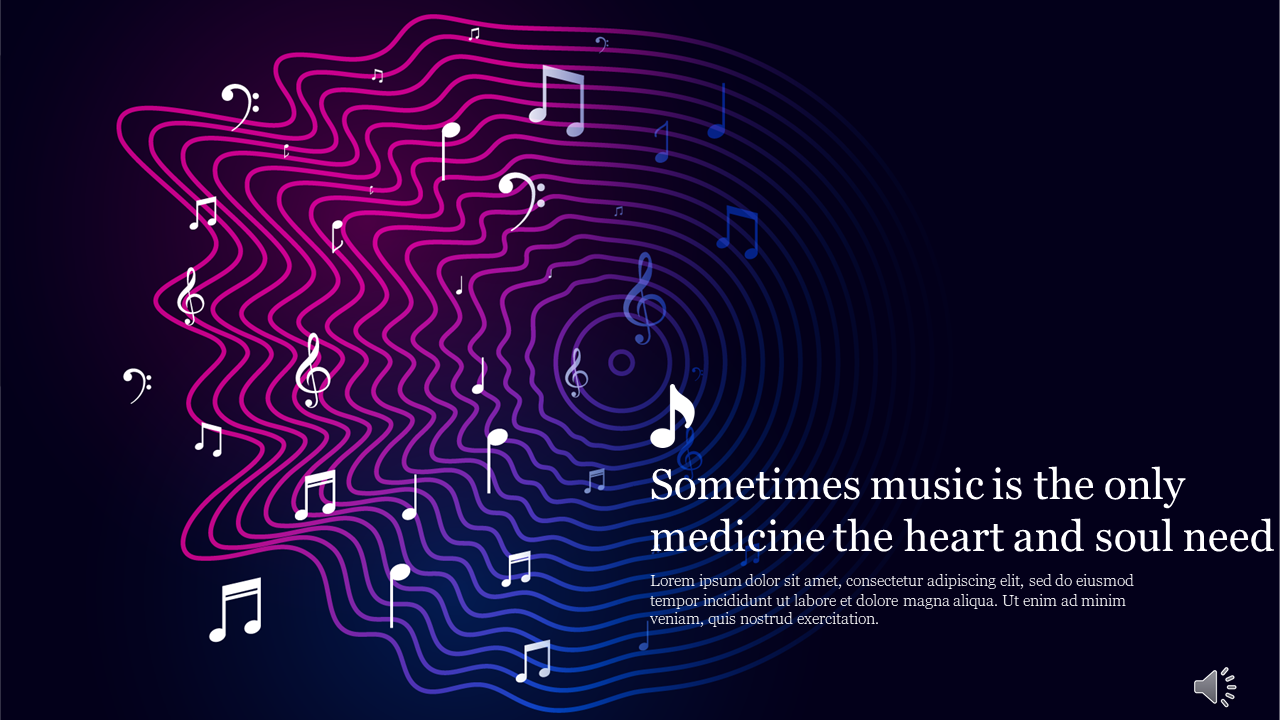 Sometimes music is the only
medicine the heart and soul need
Lorem ipsum dolor sit amet, consectetur adipiscing elit, sed do eiusmod
tempor incididunt ut labore et dolore magna aliqua. Ut enim ad minim
veniam, quis nostrud exercitation.